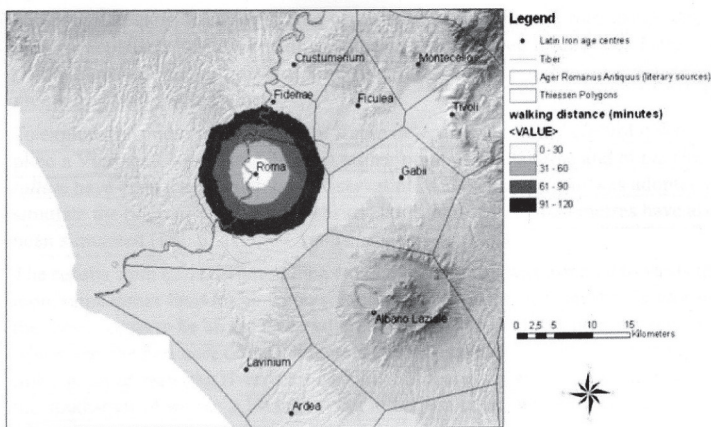 Crustumerium
Montecelio
Fidenae
Ficulea
Tivoli
Roma
Gabii
Albano Laziale
Lavinium
Ardea
Legend
Latin Iron age centres
Tiber
Ager Romanus Antiquus (literary sources)
Thiessen Polygons
walking distance (minutes)
<VALUE>
0 - 30
31 - 60
61 - 90
91 - 120
0 2,5 5 10 15
Kilometers